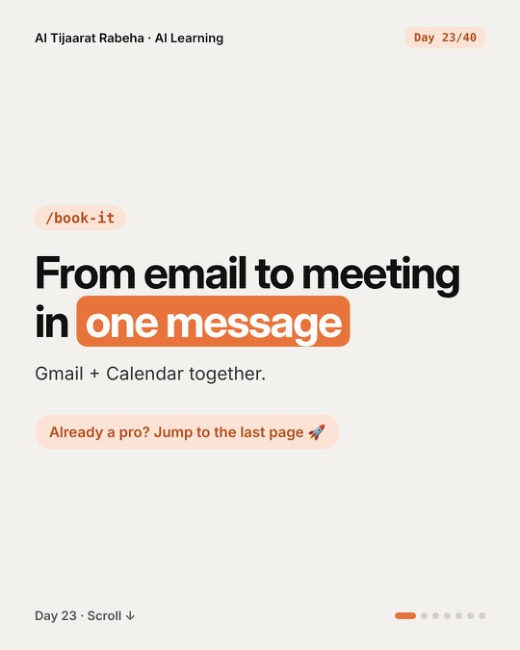 Al Tijaarat Rabeha · AI Learning
Day 23/40
/book-it
From email to meeting
in one message
Gmail + Calendar together.
Already a pro? Jump to the last page 🚀
Day 23 · Scroll ↓